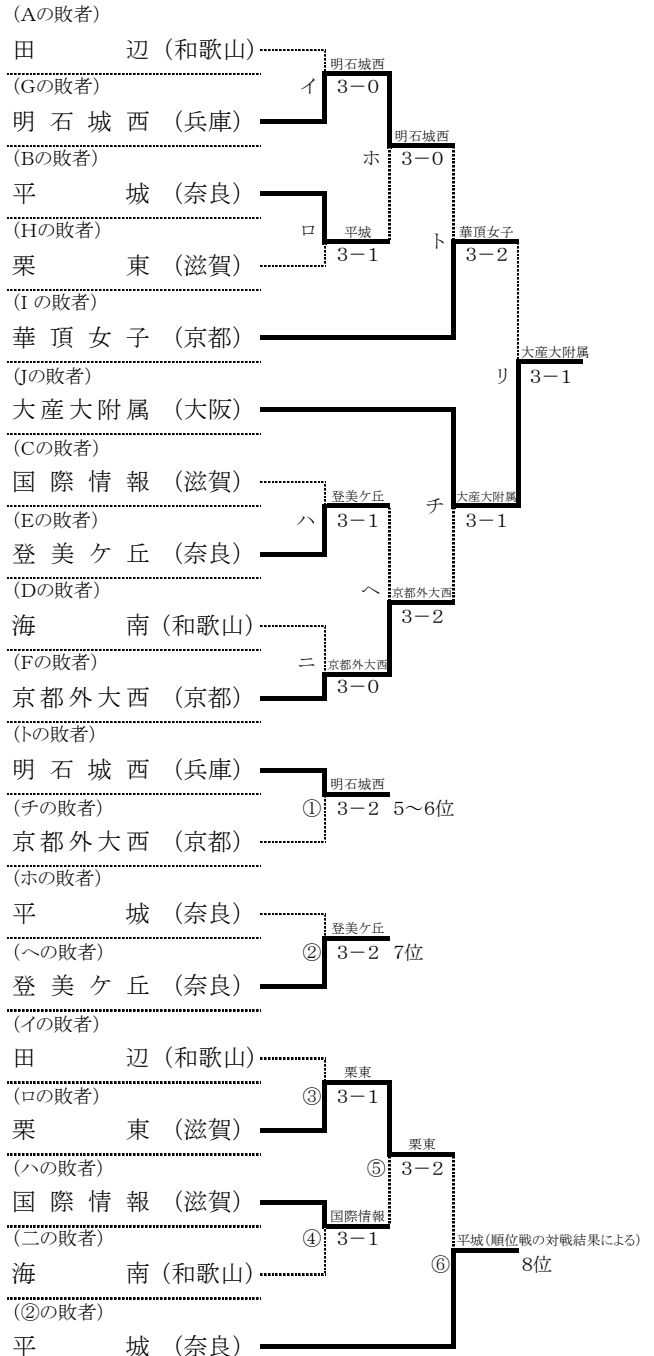 (Aの敗者)
田 辺 (和歌山)
明石城西
(Gの敗者)
イ 3-0
明石城西 (兵庫)
明石城西
(Bの敗者)
ホ 3-0
平 城 (奈良)
(Hの敗者)
ロ 平城
ト 華頂女子
3-1
3-2
栗 東 (滋賀)
(Iの敗者)
華頂女子 (京都)
大産大附属
(Jの敗者)
リ 3-1
大産大附属 (大阪)
(Cの敗者)
国際情報 (滋賀)
登美ケ丘
チ 大産大附属
(Eの敗者)
ハ 3-1
3-1
登美ケ丘 (奈良)
(Dの敗者)
ヘ 京都外大西
3-2
海 南 (和歌山)
(Fの敗者)
ニ 京都外大西
3-0
京都外大西 (京都)
(トの敗者)
明石城西 (兵庫)
明石城西
(チの敗者)
① 3-2 5～6位
京都外大西 (京都)
(ホの敗者)
平 城 (奈良)
登美ケ丘
(ヘの敗者)
② 3-2 7位
登美ケ丘 (奈良)
(イの敗者)
田 辺 (和歌山)
栗東
(ロの敗者)
③ 3-1
栗 東 (滋賀)
栗東
(ハの敗者)
⑤ 3-2
国際情報 (滋賀)
国際情報
(ニの敗者)
④ 3-1
平城(順位戦の対戦結果による)
⑥ 8位
海 南 (和歌山)
(②の敗者)
平 城 (奈良)